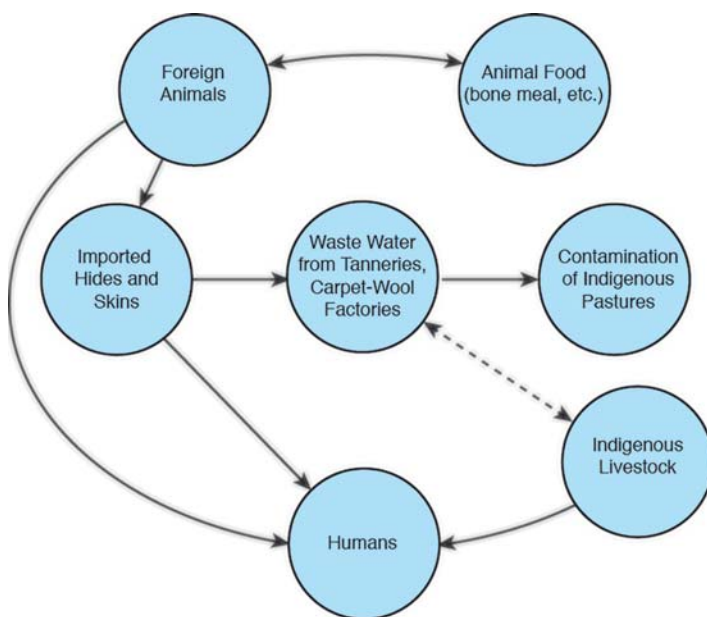 Foreign
Animals
Animal Food
(bone meal, etc.)
Imported
Hides and
Skins
Waste Water
from Tanneries,
Carpet-Wool
Factories
Contamination
of Indigenous
Pastures
Indigenous
Livestock
Humans